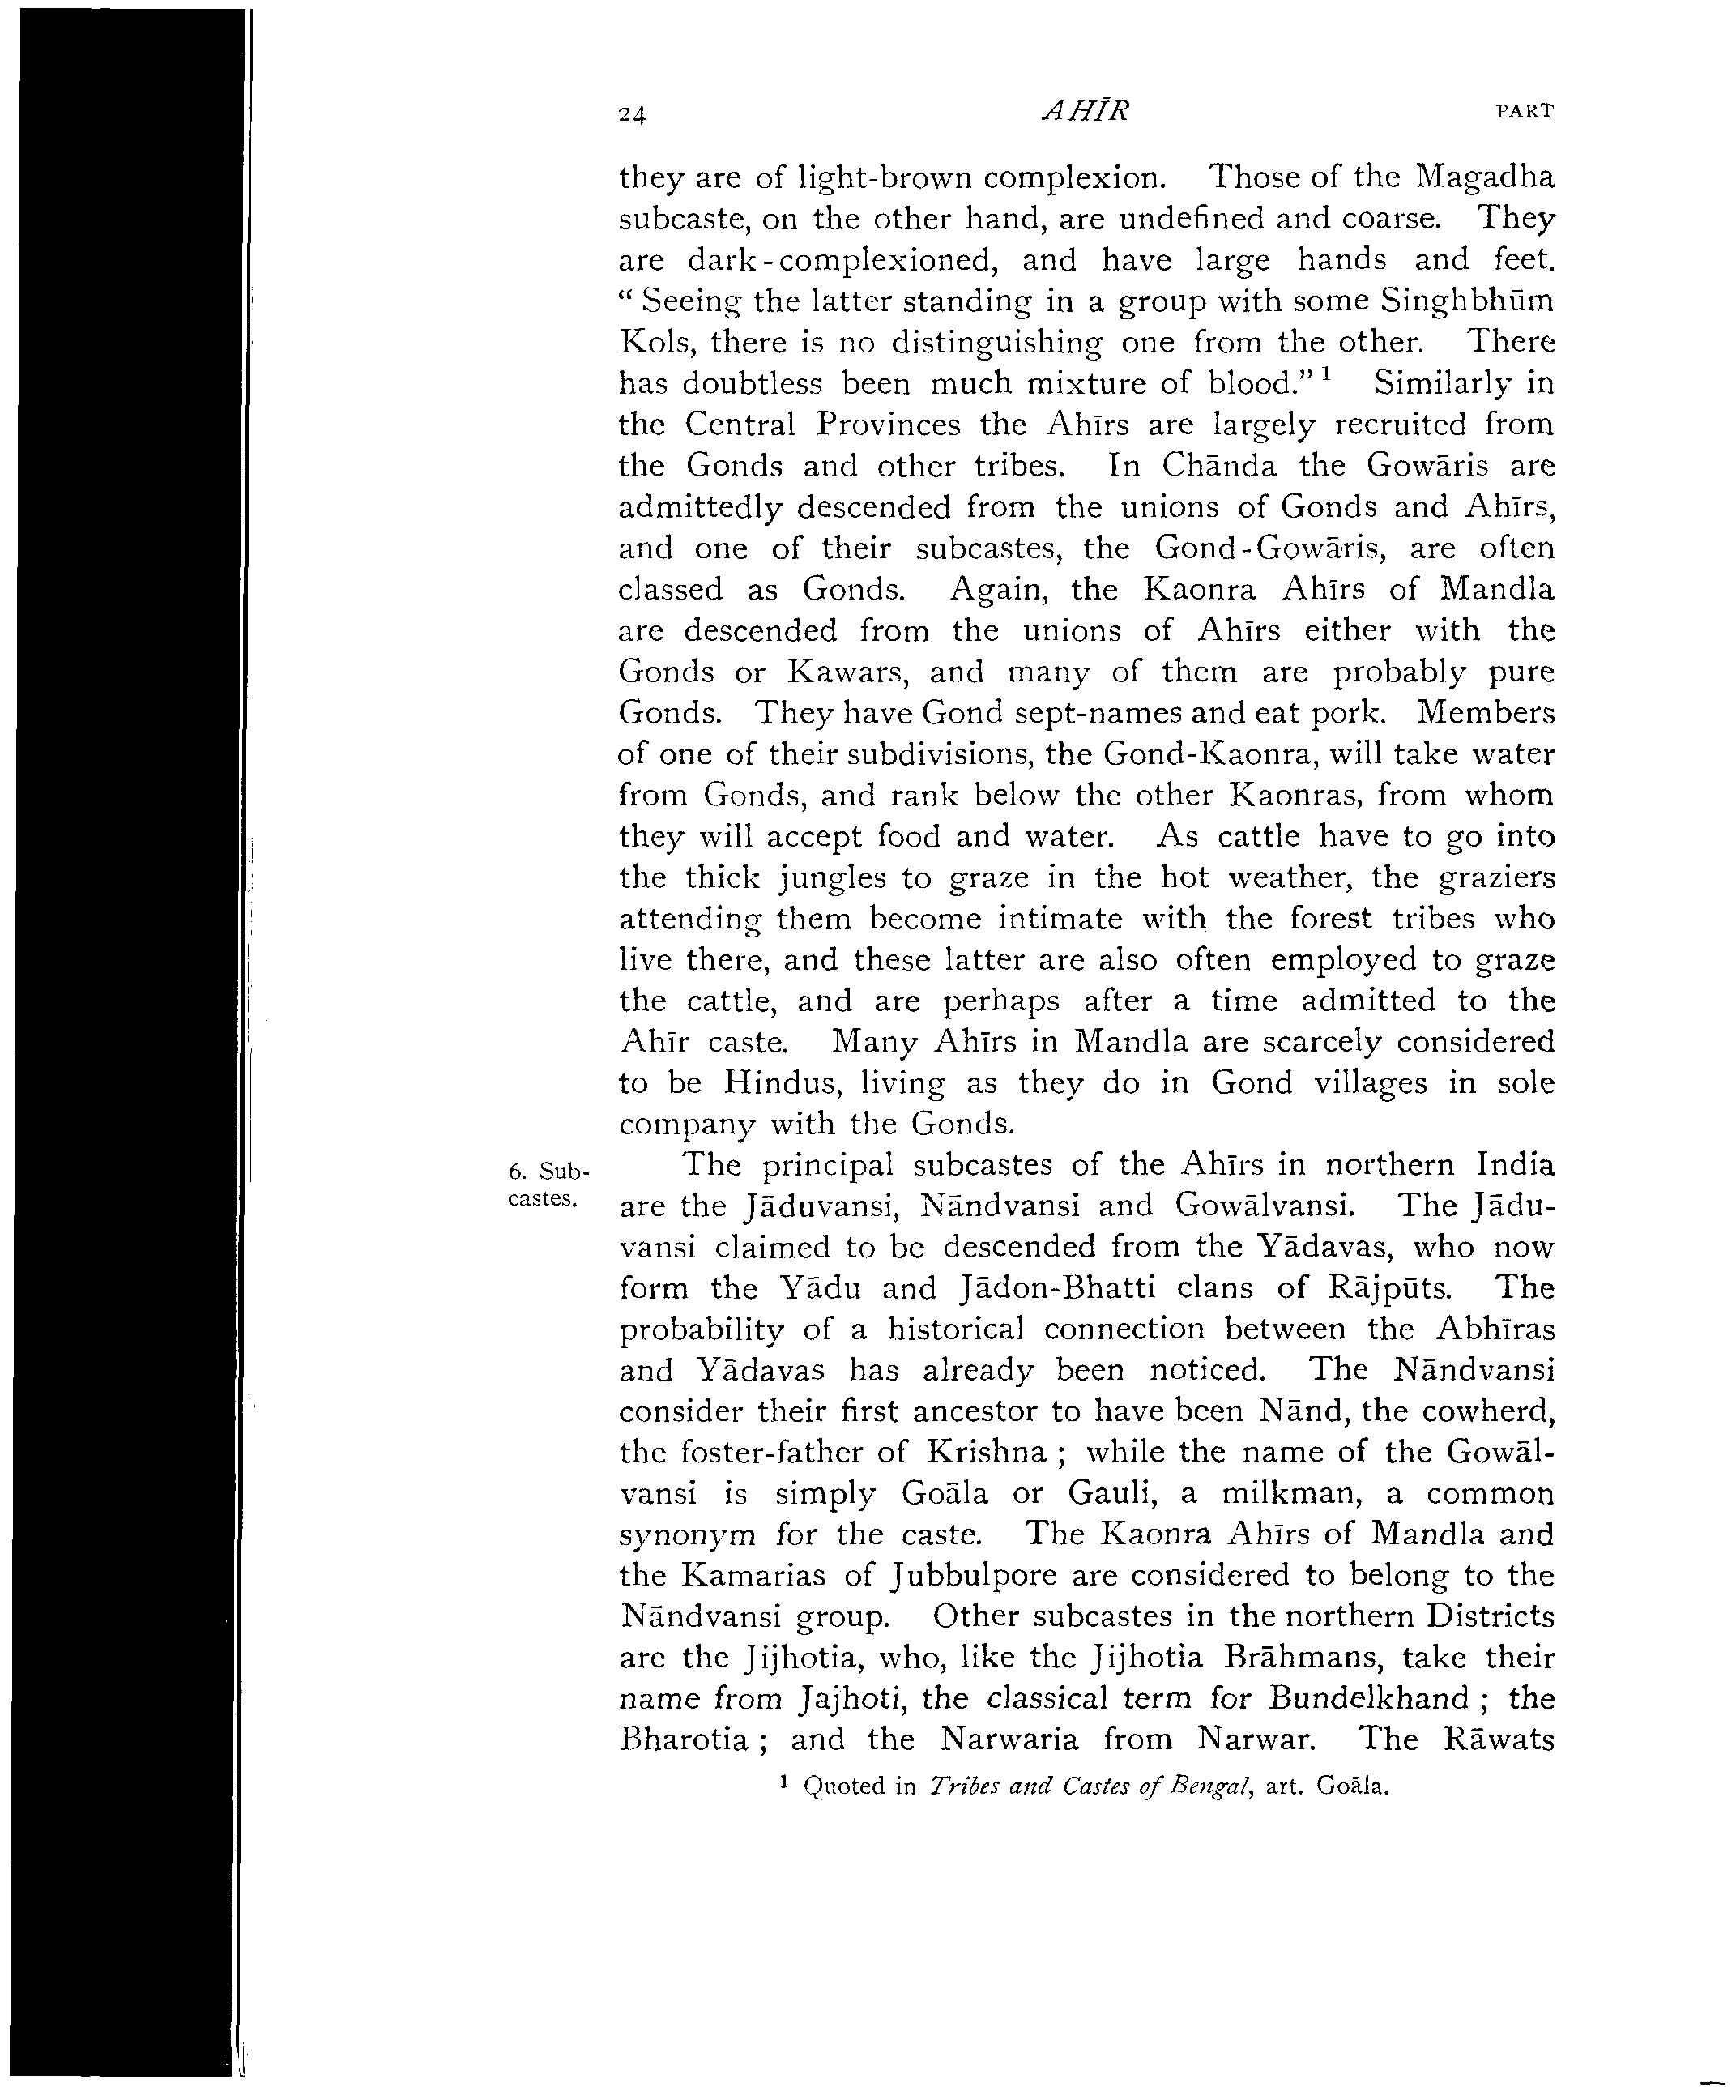 24 AHĪR PART
they are of light-brown complexion. Those of the Magadha
subcaste, on the other hand, are undefined and coarse. They
are dark-complexioned, and have large hands and feet.
“Seeing the latter standing in a group with some Singhbhūm
Kols, there is no distinguishing one from the other. There
has doubtless been much mixture of blood.” 1 Similarly in
the Central Provinces the Ahīrs are largely recruited from
the Gonds and other tribes. In Chānda the Gowāris are
admittedly descended from the unions of Gonds and Ahīrs,
and one of their subcastes, the Gond-Gowāris, are often
classed as Gonds. Again, the Kaonra Ahīrs of Mandla
are descended from the unions of Ahīrs either with the
Gonds or Kawars, and many of them are probably pure
Gonds. They have Gond sept-names and eat pork. Members
of one of their subdivisions, the Gond-Kaonra, will take water
from Gonds, and rank below the other Kaonras, from whom
they will accept food and water. As cattle have to go into
the thick jungles to graze in the hot weather, the graziers
attending them become intimate with the forest tribes who
live there, and these latter are also often employed to graze
the cattle, and are perhaps after a time admitted to the
Ahīr caste. Many Ahīrs in Mandla are scarcely considered
to be Hindus, living as they do in Gond villages in sole
company with the Gonds.
6. Sub-
castes.
The principal subcastes of the Ahīrs in northern India
are the Jāduvansi, Nāndvansi and Gowālvansi. The Jādu-
vansi claimed to be descended from the Yādavas, who now
form the Yādu and Jādon-Bhatti clans of Rājpūts. The
probability of a historical connection between the Abhīras
and Yādavas has already been noticed. The Nāndvansi
consider their first ancestor to have been Nānd, the cowherd,
the foster-father of Krishna ; while the name of the Gowāl-
vansi is simply Goāla or Gauli, a milkman, a common
synonym for the caste. The Kaonra Ahīrs of Mandla and
the Kamarias of Jubbulpore are considered to belong to the
Nāndvansi group. Other subcastes in the northern Districts
are the Jijhotia, who, like the Jijhotia Brāhmans, take their
name from Jajhoti, the classical term for Bundelkhand ; the
Bharotia ; and the Narwaria from Narwar. The Rāwats
1 Quoted in Tribes and Castes of Bengal, art. Goāla.